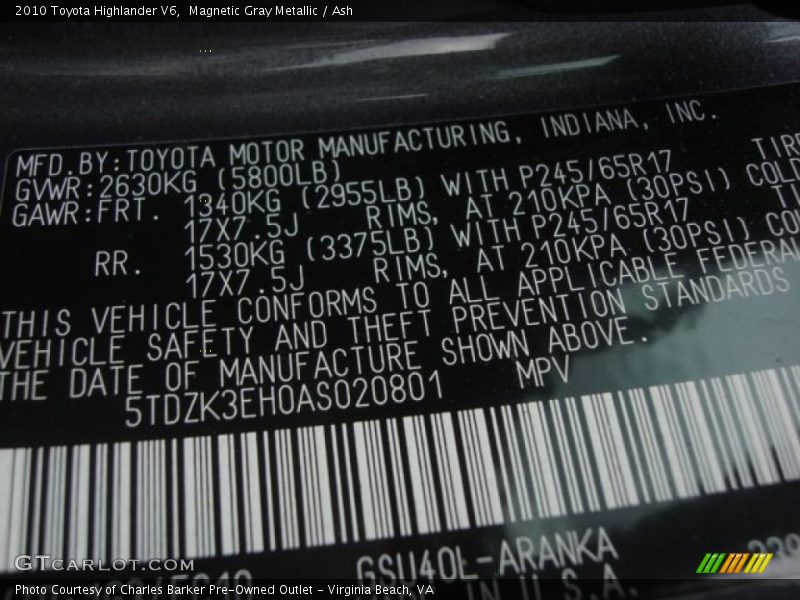 2010 Toyota Highlander V6, Magnetic Gray Metallic / Ash
MFD.BY:TOYOTA MOTOR MANUFACTURING, INDIANA, INC.
GVWR:2630KG (5800LB)
GAWR:FRT. 1340KG (2955LB) WITH P245/65R17 TIRE
17X7.5J RIMS, AT 210KPA (30PSI) COLD
RR. 1530KG (3375LB) WITH P245/65R17
17X7.5J RIMS, AT 210KPA (30PSI)
THIS VEHICLE CONFORMS TO ALL APPLICABLE FEDERAL
VEHICLE SAFETY AND THEFT PREVENTION STANDARDS
THE DATE OF MANUFACTURE SHOWN ABOVE.
5TDZK3EH0AS020801 MPV
GSU40L-ARANKA
IN U.S.A.
GTcarlot.com
Photo Courtesy of Charles Barker Pre-Owned Outlet - Virginia Beach, VA